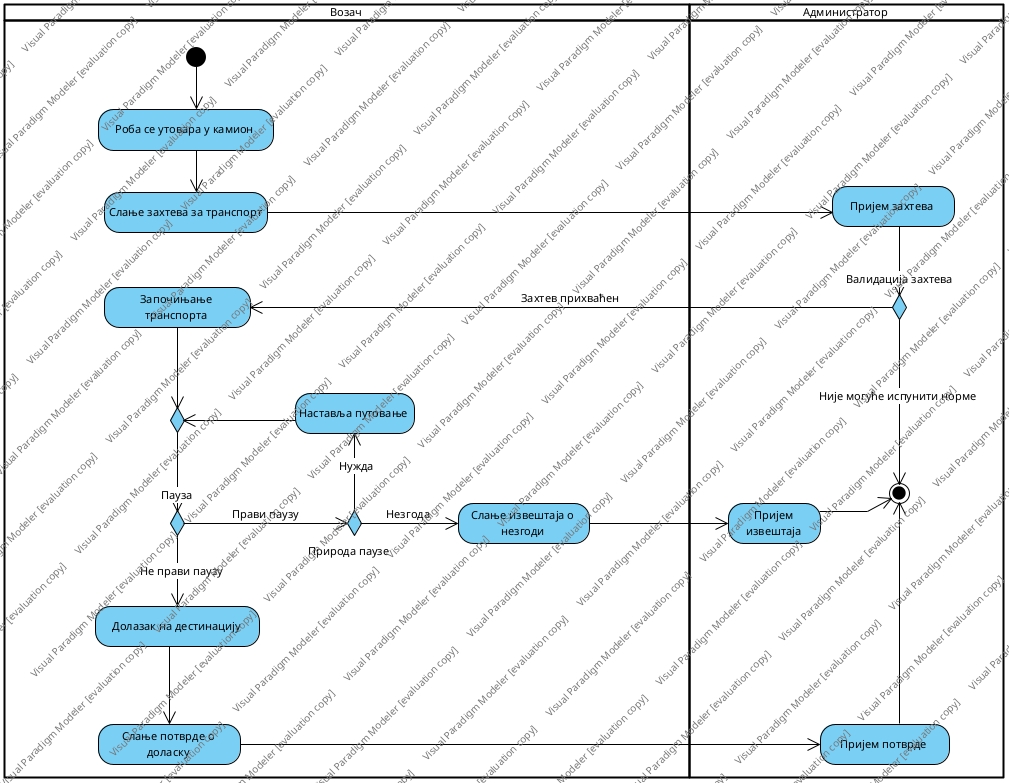 Возач
Администратор
Роба се утовара у камион
Слање захтева за транспорт
Пријем захтева
Валидација захтева
Започињање
транспорта
Захтев прихваћен
Није могуће испунити норме
Наставља путовање
Нужда
Пауза
Прави паузу
Незгода
Слање извештаја о
незгоди
Пријем
извештаја
Природа паузе
Не прави паузу
Долазак на дестинацију
Слање потврде о
доласку
Пријем потврде
Visual Paradigm Modeler [evaluation copy]